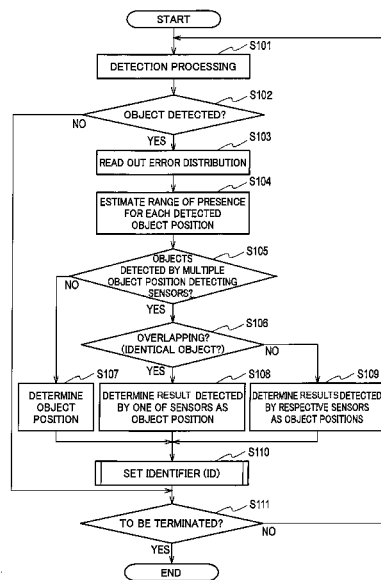 START
S101
DETECTION PROCESSING
S102
OBJECT DETECTED?
NO
YES
S103
READ OUT ERROR DISTRIBUTION
S104
ESTIMATE RANGE OF PRESENCE
FOR EACH DETECTED
OBJECT POSITION
S105
OBJECTS
DETECTED BY MULTIPLE
OBJECT POSITION DETECTING
SENSORS?
NO
YES
S106
OVERLAPPING?
(IDENTICAL OBJECT?)
NO
YES
S107
S108
S109
DETERMINE
OBJECT
POSITION
DETERMINE RESULT DETECTED
BY ONE OF SENSORS AS
OBJECT POSITION
DETERMINE RESULTS DETECTED
BY RESPECTIVE SENSORS
AS OBJECT POSITIONS
S110
SET IDENTIFIER (ID)
S111
TO BE TERMINATED?
NO
YES
END